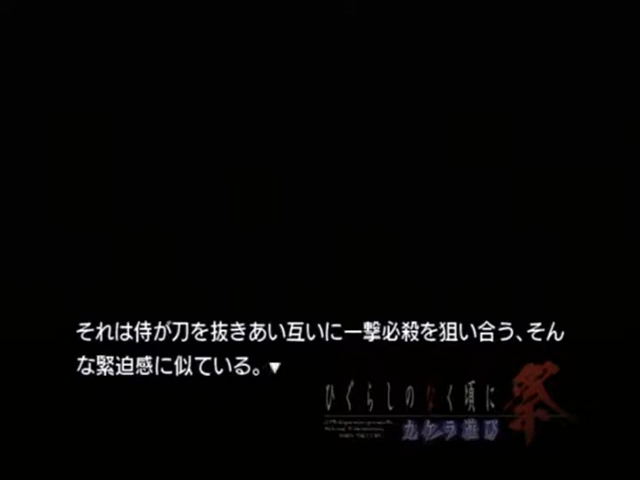 それは侍が刀を抜きあい互いに一撃必殺を狙い合う、そん
な緊迫感に似ている。▼
ひぐらしのなく頃に 祭
カケラ遊び